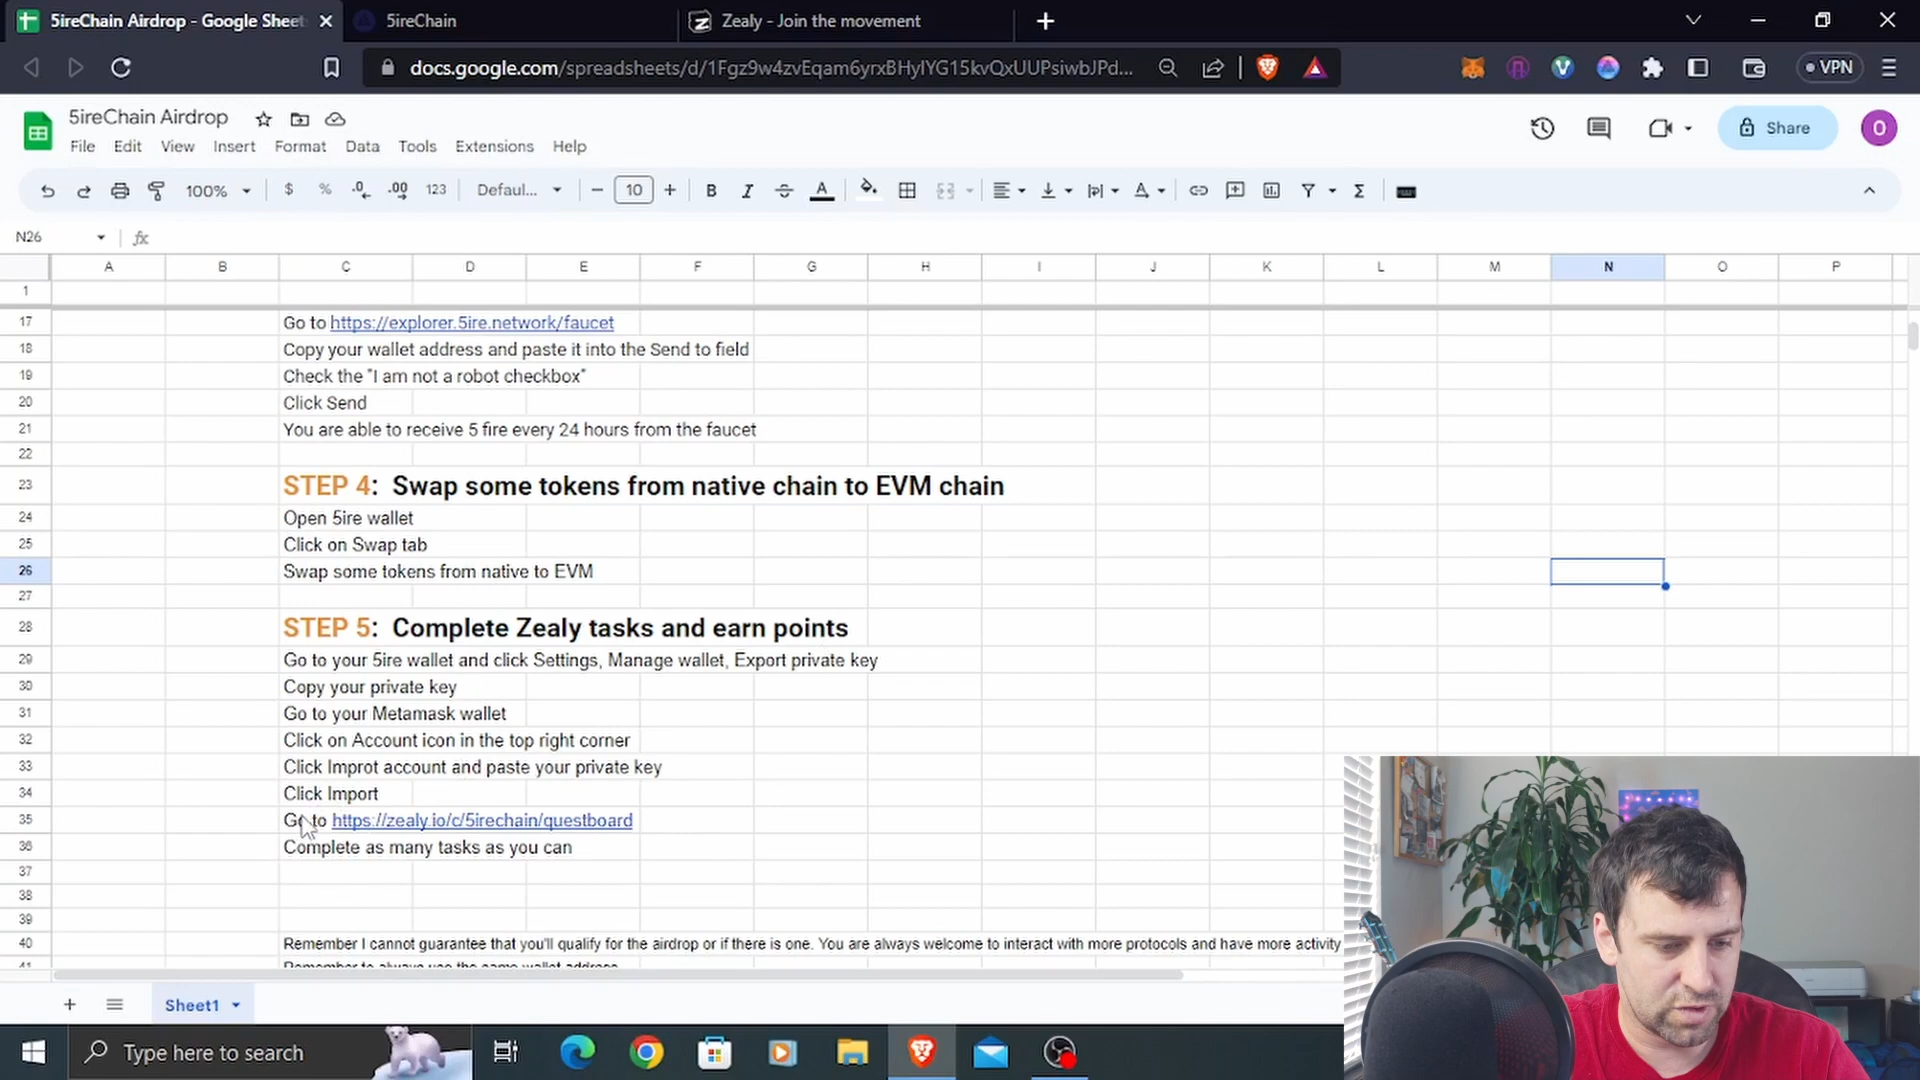 5ireChain Airdrop - Google Sheet
5ireChain
Zealy - Join the movement
docs.google.com/spreadsheets/d/1Fgz9w4zvEqam6yrxBHyIYG15kvQxUUPsiwbJPd...
VPN
5ireChain Airdrop
File Edit View Insert Format Data Tools Extensions Help
Share
O
100% $ % .0 .00 123 Defaul... 10 B I A Σ
N26 fx
A B C D E F G H I J K L M N O P
1
17 Go to https://explorer.5ire.network/faucet
18 Copy your wallet address and paste it into the Send to field
19 Check the "I am not a robot checkbox"
20 Click Send
21 You are able to receive 5 fire every 24 hours from the faucet
22
23 STEP 4: Swap some tokens from native chain to EVM chain
24 Open 5ire wallet
25 Click on Swap tab
26 Swap some tokens from native to EVM
27
28 STEP 5: Complete Zealy tasks and earn points
29 Go to your 5ire wallet and click Settings, Manage wallet, Export private key
30 Copy your private key
31 Go to your Metamask wallet
32 Click on Account icon in the top right corner
33 Click Improt account and paste your private key
34 Click Import
35 Go to https://zealy.io/c/5irechain/questboard
36 Complete as many tasks as you can
37
38
39
40 Remember I cannot guarantee that you'll qualify for the airdrop or if there is one. You are always welcome to interact with more protocols and have more activity
41 Remember to always use the same wallet address
Sheet1
Type here to search